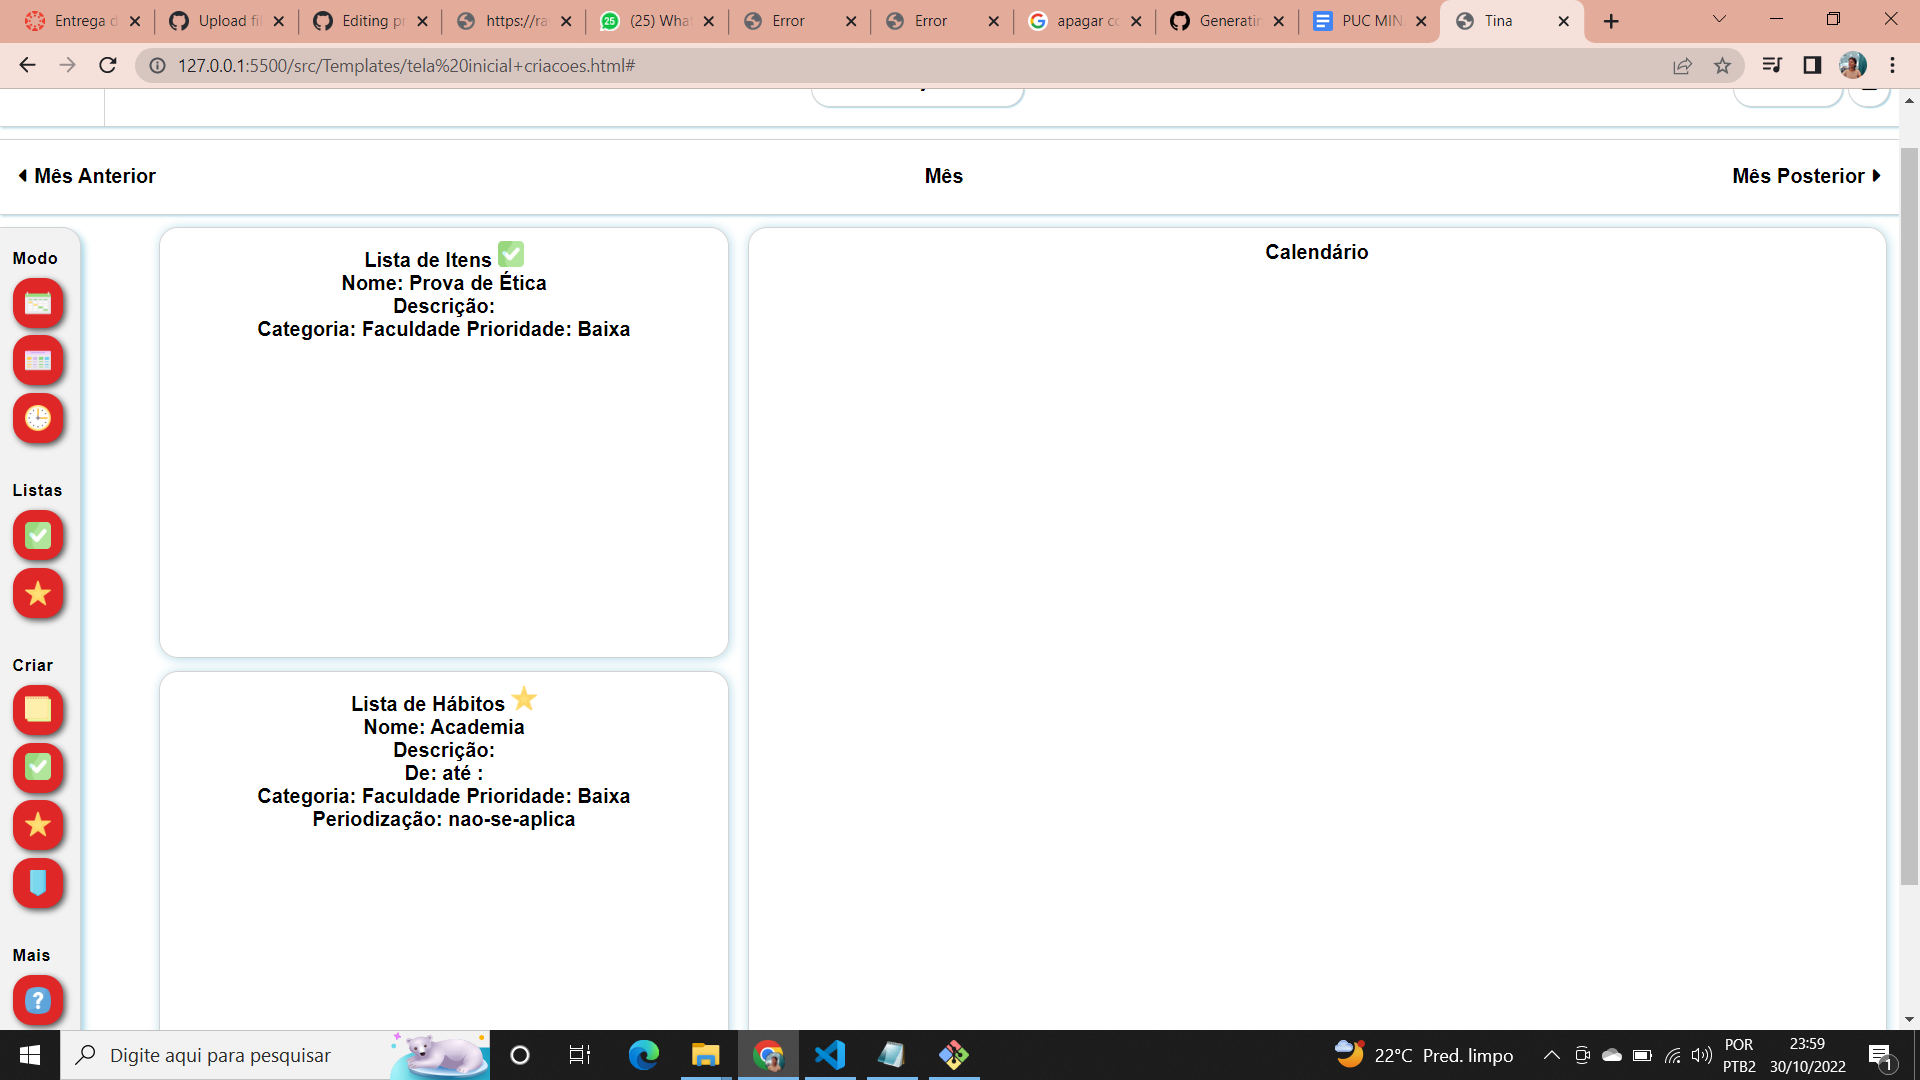 Entrega d
Upload fil
Editing pr
https://ra
(25) What
Error
Error
apagar co
Generatin
PUC MIN
Tina
127.0.0.1:5500/src/Templates/tela%20inicial+criacoes.html#
Mês Anterior
Mês
Mês Posterior
Modo
Listas
Criar
Mais
Lista de Itens
Nome: Prova de Ética
Descrição:
Categoria: Faculdade Prioridade: Baixa
Lista de Hábitos
Nome: Academia
Descrição:
De: até :
Categoria: Faculdade Prioridade: Baixa
Periodização: nao-se-aplica
Calendário
Digite aqui para pesquisar
22°C Pred. limpo
POR
PTB2
23:59
30/10/2022
1